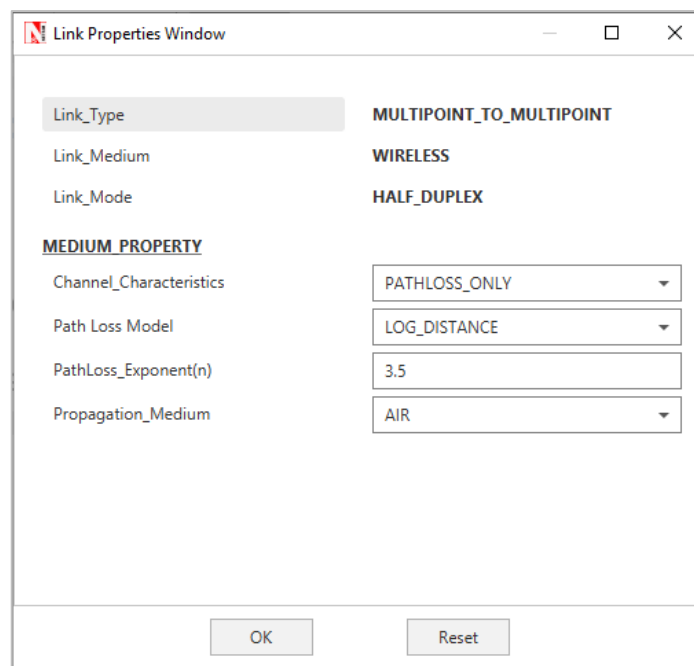 Link Properties Window
Link_Type MULTIPOINT_TO_MULTIPOINT
Link_Medium WIRELESS
Link_Mode HALF_DUPLEX
MEDIUM_PROPERTY
Channel_Characteristics PATHLOSS_ONLY
Path Loss Model LOG_DISTANCE
PathLoss_Exponent(n) 3.5
Propagation_Medium AIR
OK Reset